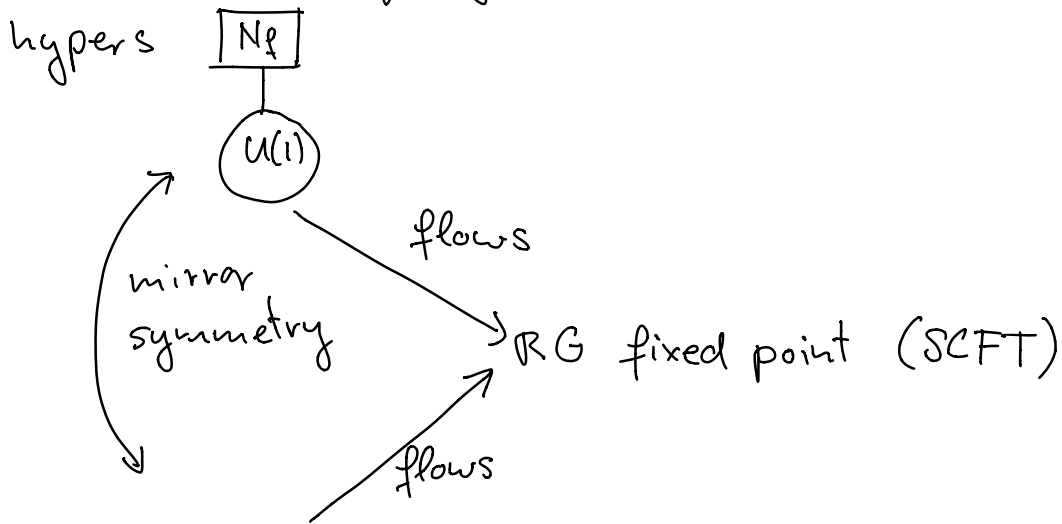 hypers
Nf
U(1)
flows
mirror
symmetry
RG fixed point (SCFT)
flows